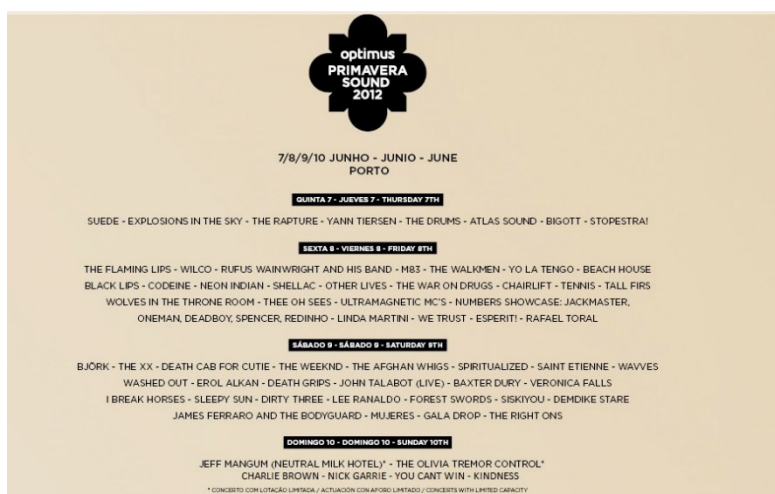 optimus
PRIMAVERA
SOUND
2012
7/8/9/10 JUNHO - JUNIO - JUNE
PORTO
QUINTA 7 - JUEVES 7 - THURSDAY 7TH
SUEDE - EXPLOSIONS IN THE SKY - THE RAPTURE - YANN TIERSEN - THE DRUMS - ATLAS SOUND - BIGOTT - STOPESTRA!
SEXTA 8 - VIERNES 8 - FRIDAY 8TH
THE FLAMING LIPS - WILCO - RUFUS WAINWRIGHT AND HIS BAND - M83 - THE WALKMEN - YO LA TENGO - BEACH HOUSE
BLACK LIPS - CODEINE - NEON INDIAN - SHELLAC - OTHER LIVES - THE WAR ON DRUGS - CHAIRLIFT - TENNIS - TALL FIRS
WOLVES IN THE THRONE ROOM - THEE OH SEES - ULTRAMAGNETIC MC'S - NUMBERS SHOWCASE: JACKMASTER,
ONEMAN, DEADBOY, SPENCER, REDINHO - LINDA MARTINI - WE TRUST - ESPERIT! - RAFAEL TORAL
SÁBADO 9 - SÁBADO 9 - SATURDAY 9TH
BJÖRK - THE XX - DEATH CAB FOR CUTIE - THE WEEKND - THE AFGHAN WHIGS - SPIRITUALIZED - SAINT ETIENNE - WAVVES
WASHED OUT - EROL ALKAN - DEATH GRIPS - JOHN TALABOT (LIVE) - BAXTER DURY - VERONICA FALLS
I BREAK HORSES - SLEEPY SUN - DIRTY THREE - LEE RANALDO - FOREST SWORDS - SISKIYOU - DEMDIKE STARE
JAMES FERRARO AND THE BODYGUARD - MUJERES - GALA DROP - THE RIGHT ONS
DOMINGO 10 - DOMINGO 10 - SUNDAY 10TH
JEFF MANGUM (NEUTRAL MILK HOTEL)* - THE OLIVIA TREMOR CONTROL*
CHARLIE BROWN - NICK GARRIE - YOU CANT WIN - KINDNESS
* CONCERTO COM LOTAÇÃO LIMITADA / ACTUACIÓN CON AFORO LIMITADO / CONCERTS WITH LIMITED CAPACITY